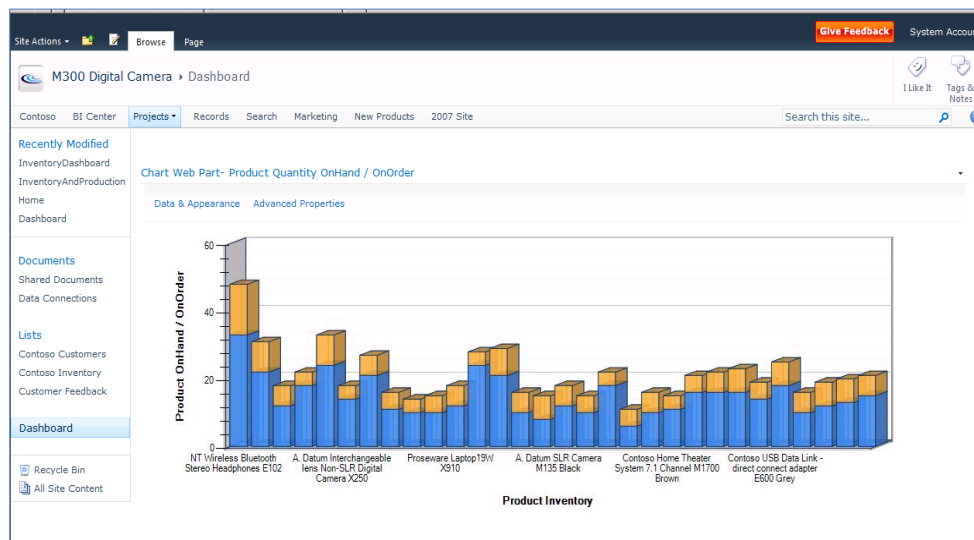 Site Actions
Browse
Page
Give Feedback
M300 Digital Camera
Dashboard
I Like It
Tags &
Notes
Contoso
BI Center
Projects
Records
Search
Marketing
New Products
2007 Site
Search this site...
Recently Modified
InventoryDashboard
InventoryAndProduction
Home
Dashboard
Documents
Shared Documents
Data Connections
Lists
Contoso Customers
Contoso Inventory
Customer Feedback
Dashboard
Recycle Bin
All Site Content
Chart Web Part- Product Quantity OnHand / OnOrder
Data & Appearance
Advanced Properties
Product OnHand / OnOrder
60
40
20
0
NT Wireless Bluetooth
Stereo Headphones E102
A. Datum Interchangeable
lens Non-SLR Digital
Camera X250
Proseware Laptop19W
X910
A. Datum SLR Camera
M135 Black
Contoso Home Theater
System 7.1 Channel M1700
Brown
Contoso USB Data Link -
direct connect adapter
E600 Grey
Product Inventory